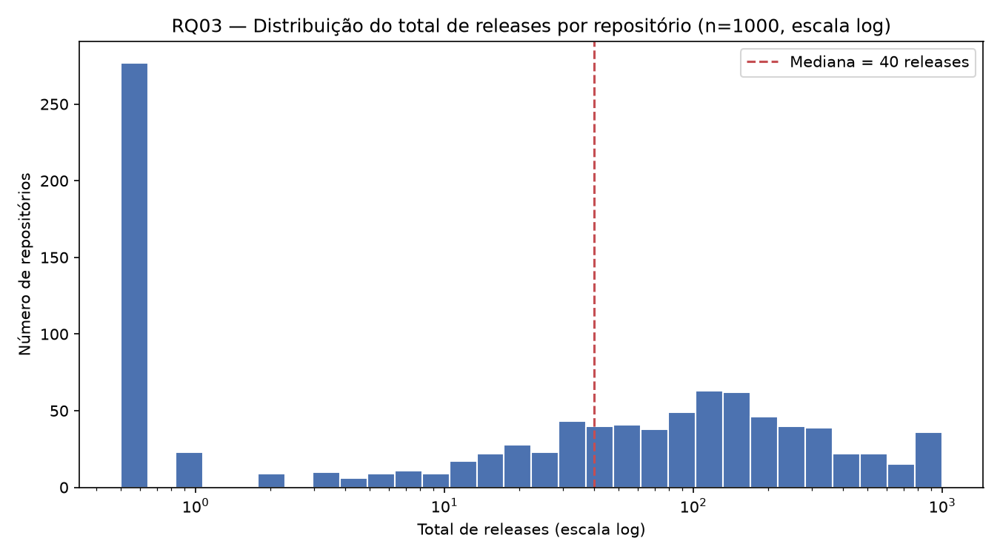 RQ03 — Distribuição do total de releases por repositório (n=1000, escala log)
Mediana = 40 releases
Número de repositórios
250
200
150
100
50
0
10⁰
10¹
10²
10³
Total de releases (escala log)